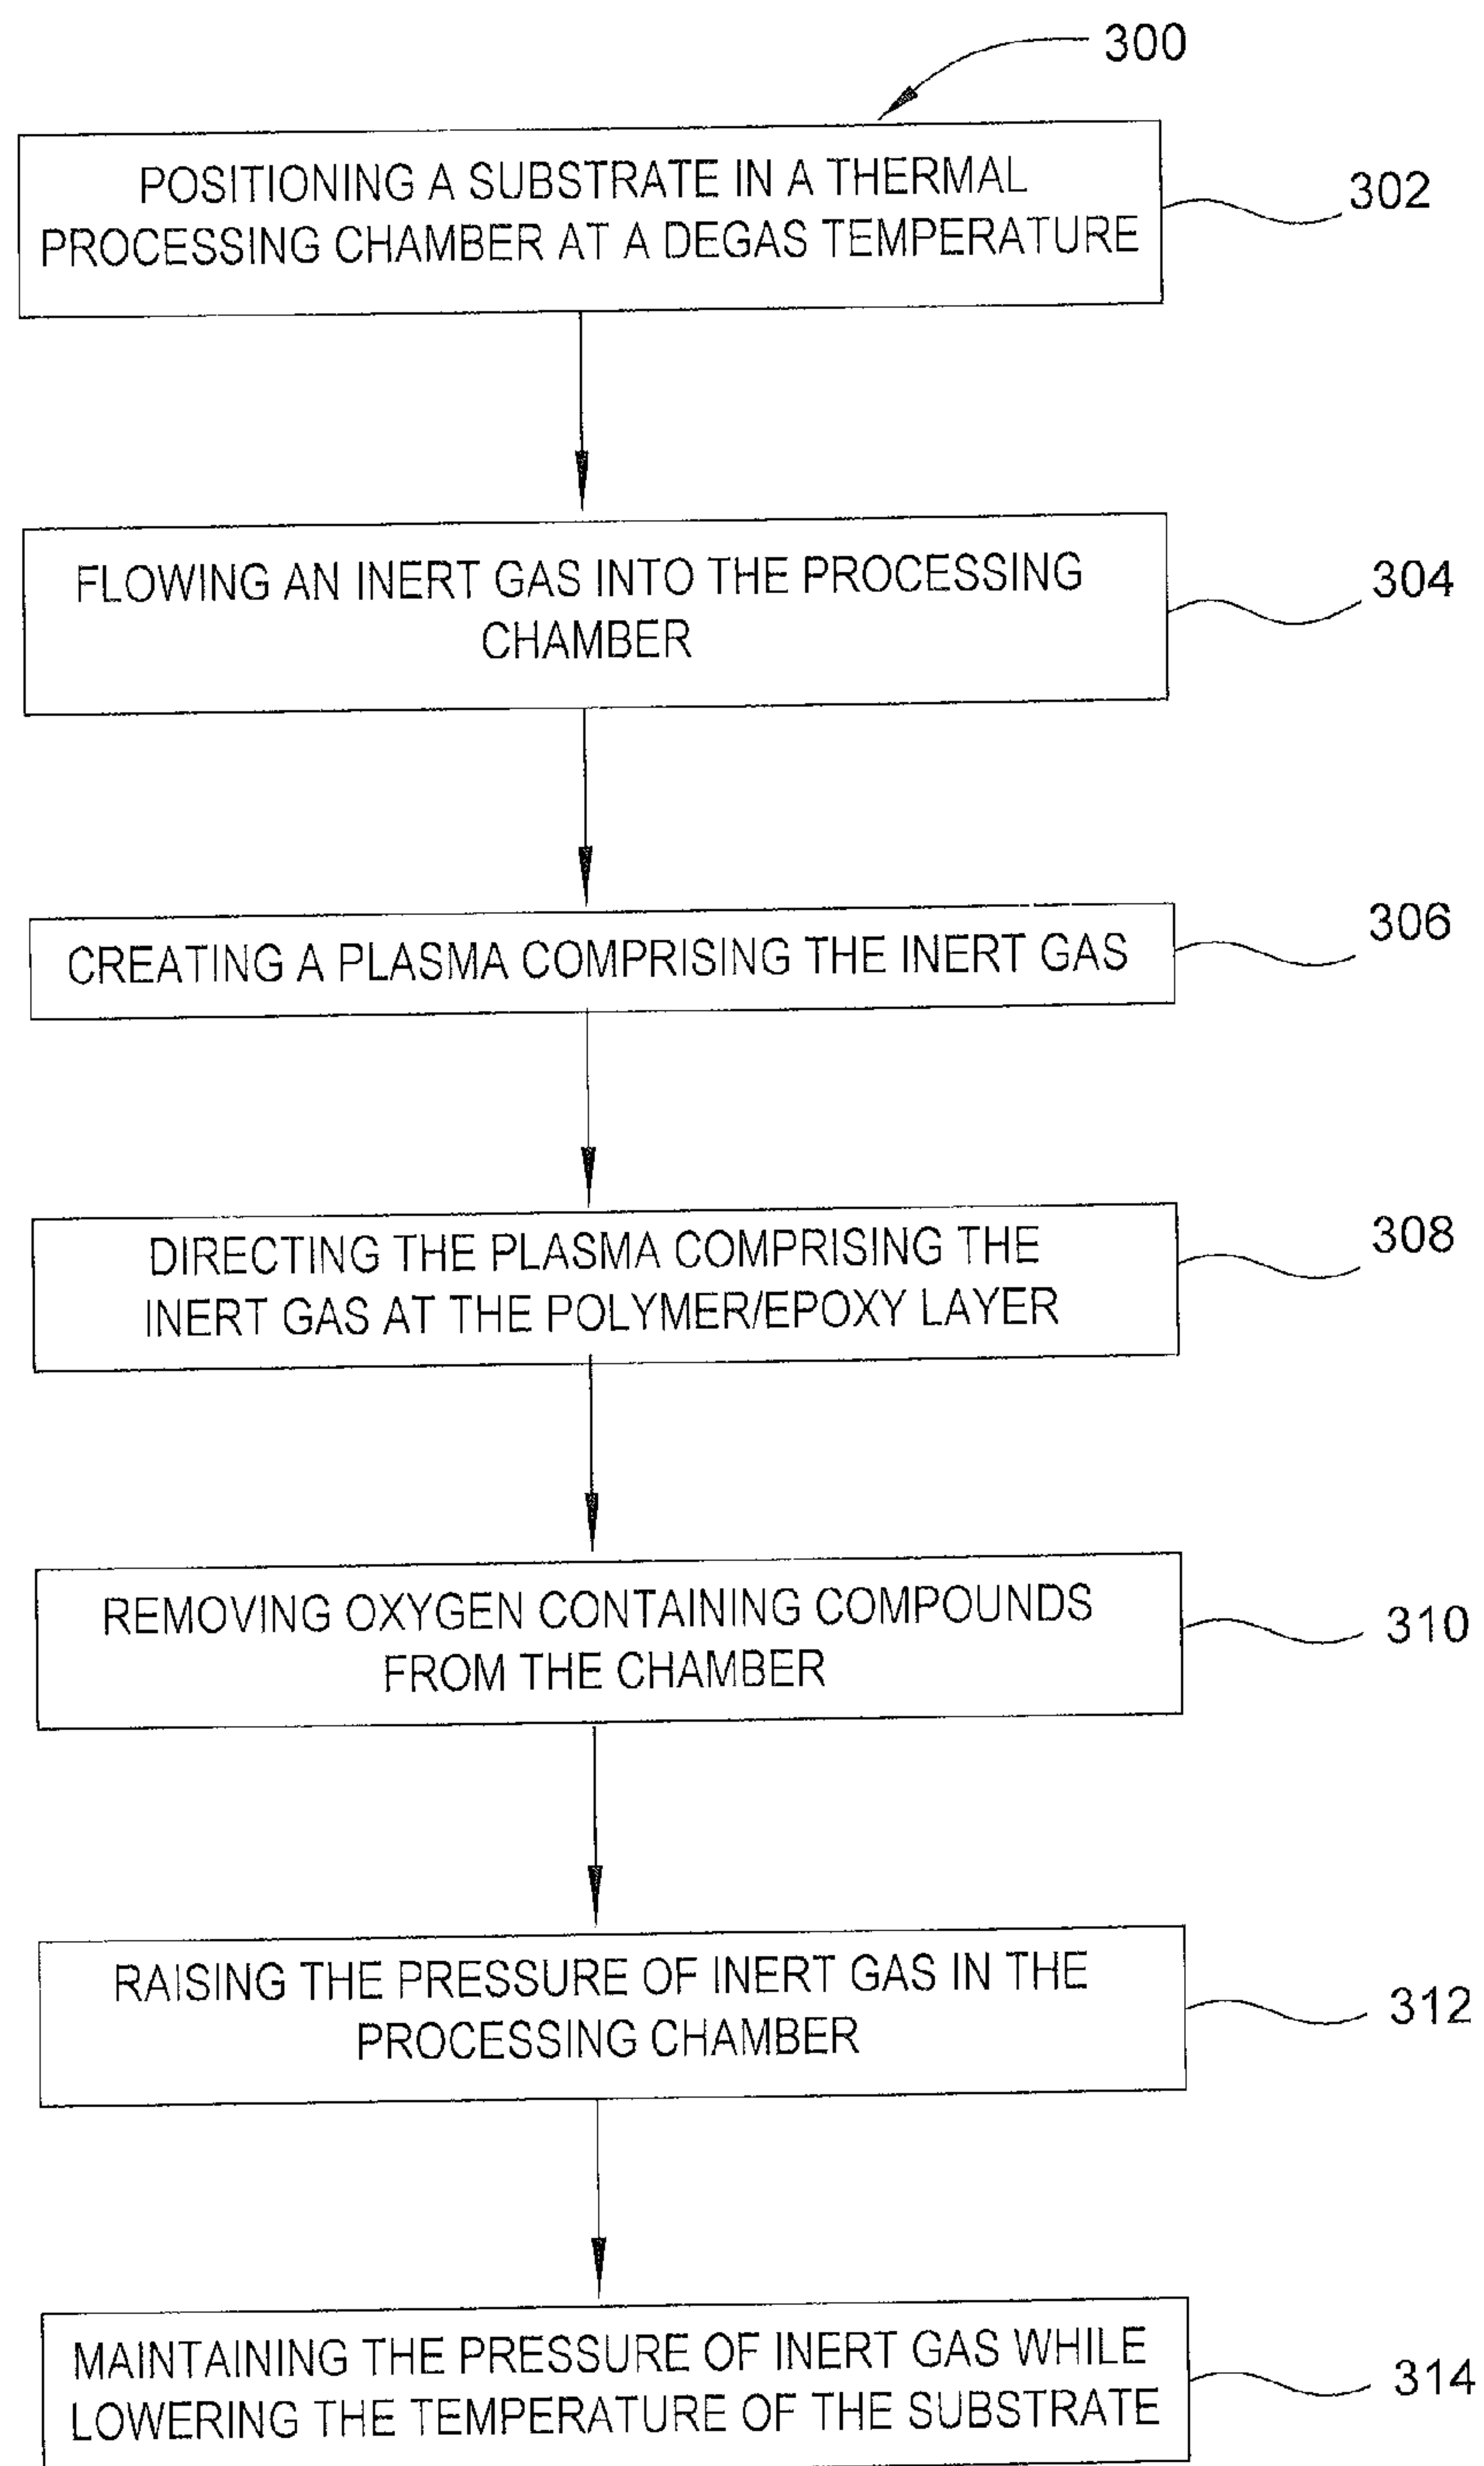 300
POSITIONING A SUBSTRATE IN A THERMAL
PROCESSING CHAMBER AT A DEGAS TEMPERATURE
302
FLOWING AN INERT GAS INTO THE PROCESSING
CHAMBER
304
CREATING A PLASMA COMPRISING THE INERT GAS
306
DIRECTING THE PLASMA COMPRISING THE
INERT GAS AT THE POLYMER/EPOXY LAYER
308
REMOVING OXYGEN CONTAINING COMPOUNDS
FROM THE CHAMBER
310
RAISING THE PRESSURE OF INERT GAS IN THE
PROCESSING CHAMBER
312
MAINTAINING THE PRESSURE OF INERT GAS WHILE
LOWERING THE TEMPERATURE OF THE SUBSTRATE
314